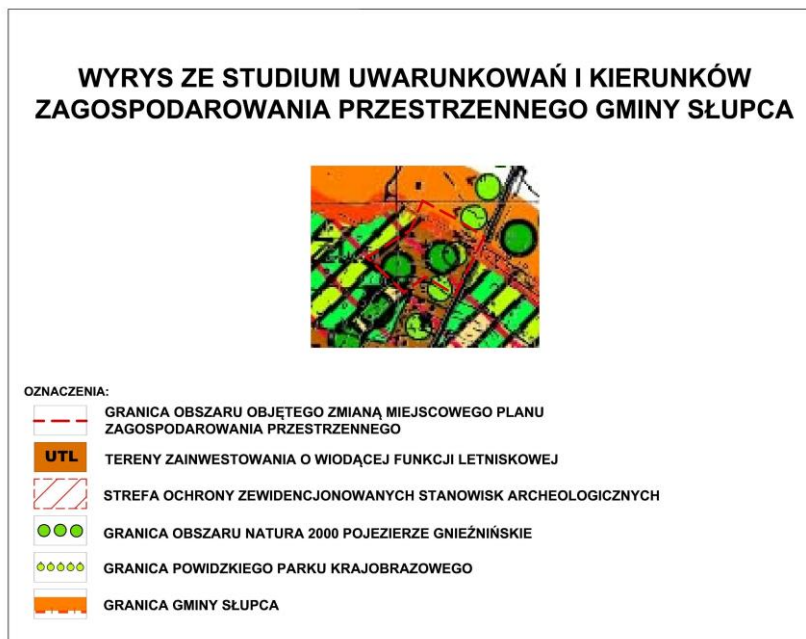 WYRYS ZE STUDIUM UWARUNKOWAŃ I KIERUNKÓW
ZAGOSPODAROWANIA PRZESTRZENNEGO GMINY SŁUPCA
OZNACZENIA:
GRANICA OBSZARU OBJĘTEGO ZMIANĄ MIEJSCOWEGO PLANU
ZAGOSPODAROWANIA PRZESTRZENNEGO
UTL TERENY ZAINWESTOWANIA O WIODĄCEJ FUNKCJI LETNISKOWEJ
STREFA OCHRONY ZEWIDENCJONOWANYCH STANOWISK ARCHEOLOGICZNYCH
GRANICA OBSZARU NATURA 2000 POJEZIERZE GNIEŹNIŃSKIE
GRANICA POWIDZKIEGO PARKU KRAJOBRAZOWEGO
GRANICA GMINY SŁUPCA